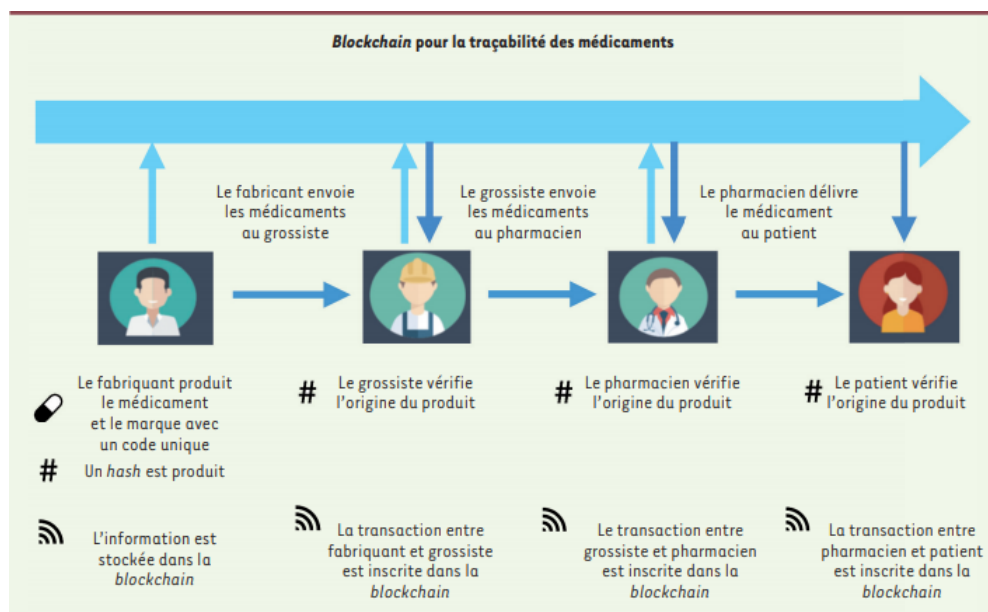 Blockchain pour la traçabilité des médicaments
Le fabricant envoie
les médicaments
au grossiste
Le grossiste envoie
les médicaments
au pharmacien
Le pharmacien délivre
le médicament
au patient
Le fabriquant produit
le médicament
et le marque avec
un code unique
# Un hash est produit
L'information est
stockée dans la
blockchain
# Le grossiste vérifie
l'origine du produit
La transaction entre
fabriquant et grossiste
est inscrite dans la
blockchain
# Le pharmacien vérifie
l'origine du produit
La transaction entre
grossiste et pharmacien
est inscrite dans la
blockchain
# Le patient vérifie
l'origine du produit
La transaction entre
pharmacien et patient
est inscrite dans la
blockchain